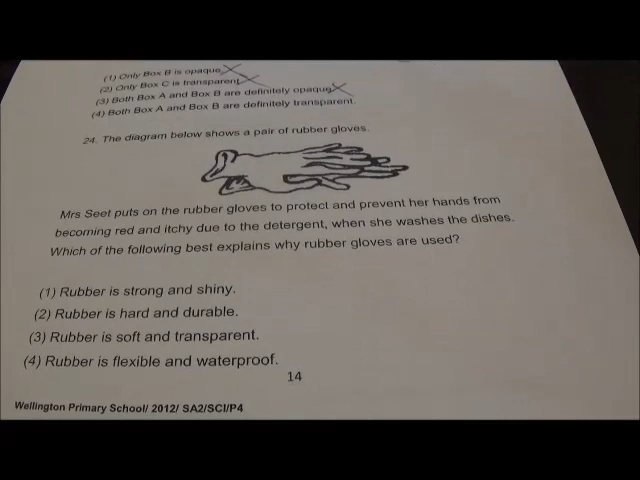 (1) Only Box B is opaque
(2) Only Box C is transparent
(3) Both Box A and Box B are definitely opaque
(4) Both Box A and Box B are definitely transparent.
24. The diagram below shows a pair of rubber gloves.
Mrs Seet puts on the rubber gloves to protect and prevent her hands from
becoming red and itchy due to the detergent, when she washes the dishes.
Which of the following best explains why rubber gloves are used?
(1) Rubber is strong and shiny.
(2) Rubber is hard and durable.
(3) Rubber is soft and transparent.
(4) Rubber is flexible and waterproof.
14
Wellington Primary School/ 2012/ SA2/SCI/P4